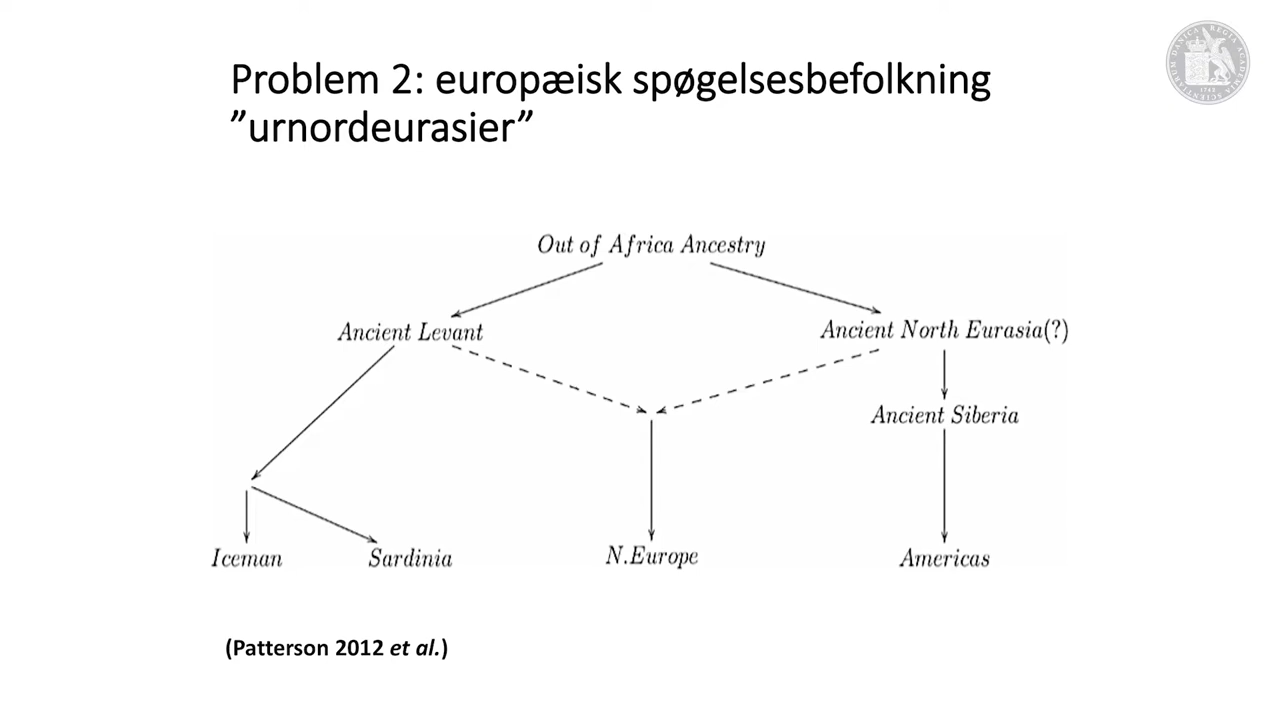 Problem 2: europæisk spøgelsesbefolkning
”urnordeurasier”
Out of Africa Ancestry
Ancient Levant
Ancient North Eurasia(?)
Ancient Siberia
Iceman
Sardinia
N.Europe
Americas
(Patterson 2012 et al.)